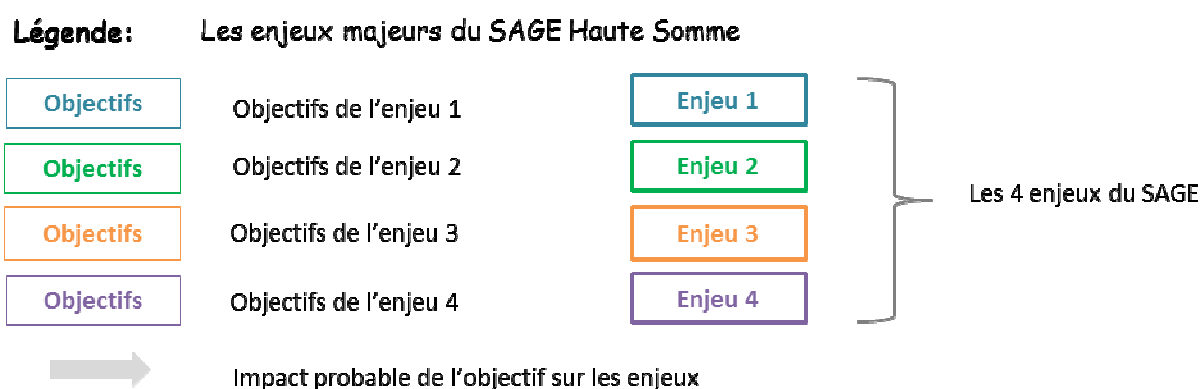 Légende: Les enjeux majeurs du SAGE Haute Somme
Objectifs Objectifs de l'enjeu 1 Enjeu 1
Objectifs Objectifs de l'enjeu 2 Enjeu 2
Les 4 enjeux du SAGE
Objectifs Objectifs de l'enjeu 3 Enjeu 3
Objectifs Objectifs de l'enjeu 4 Enjeu 4
Impact probable de l'objectif sur les enjeux